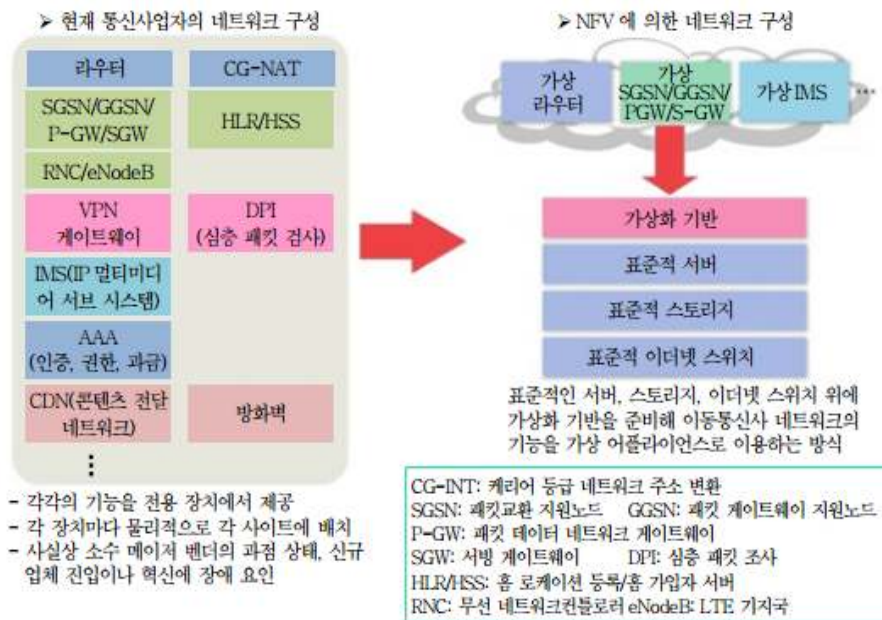 ➤ 현재 통신사업자의 네트워크 구성
라우터
CG-NAT
SGSN/GGSN/
P-GW/SGW
HLR/HSS
RNC/eNodeB
VPN
게이트웨이
DPI
(심층 패킷 검사)
IMS(IP 멀티미디
어 서브 시스템)
AAA
(인증, 권한, 과금)
CDN(콘텐츠 전달
네트워크)
방화벽
⋮
- 각각의 기능을 전용 장치에서 제공
- 각 장치마다 물리적으로 각 사이트에 배치
- 사실상 소수 메이저 벤더의 과점 상태, 신규
업체 진입이나 혁신에 장애 요인
➤ NFV에 의한 네트워크 구성
가상
라우터
가상
SGSN/GGSN/
PGW/S-GW
가상 IMS
…
가상화 기반
표준적 서버
표준적 스토리지
표준적 이더넷 스위치
표준적인 서버, 스토리지, 이더넷 스위치 위에
가상화 기반을 준비해 이동통신사 네트워크의
기능을 가상 어플라이언스로 이용하는 방식
CG-INT: 캐리어 등급 네트워크 주소 변환
SGSN: 패킷교환 지원노드 GGSN: 패킷 게이트웨이 지원노드
P-GW: 패킷 데이터 네트워크 게이트웨이
SGW: 서빙 게이트웨이 DPI: 심층 패킷 조사
HLR/HSS: 홈 로케이션 등록/홈 가입자 서버
RNC: 무선 네트워크컨틀로러 eNodeB: LTE 기지국